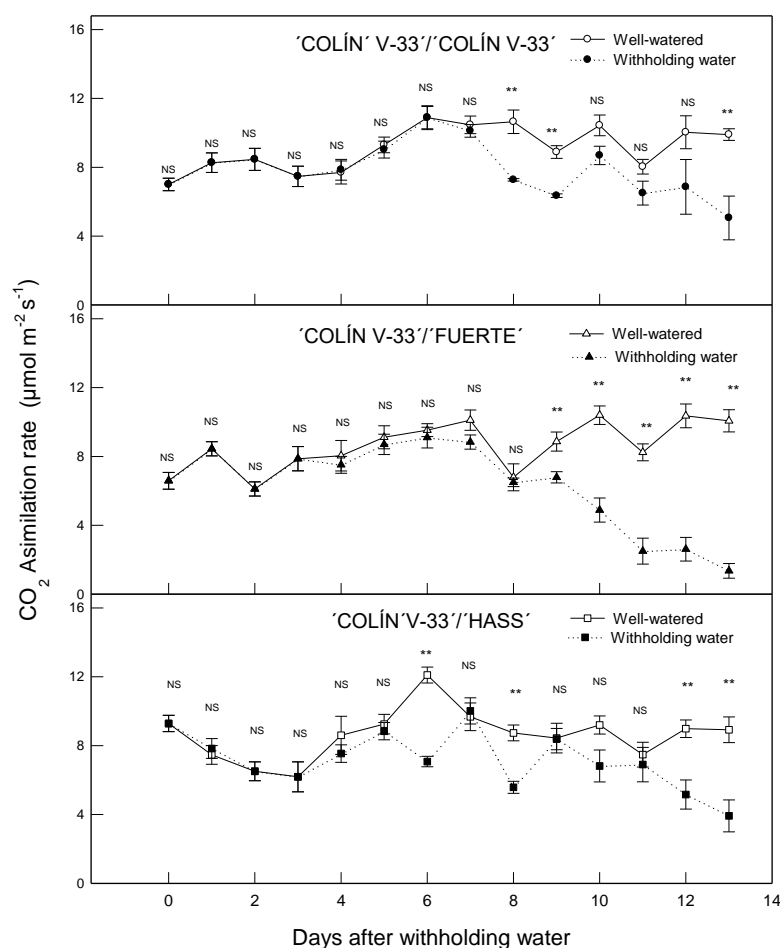 CO2 Asimilation rate (µmol m-2 s-1)
16
12
8
4
0
´COLÍN´ V-33´/´COLÍN V-33´
Well-watered
Withholding water
NS NS NS NS NS NS NS NS ** ** NS NS NS **
16
12
8
4
0
´COLÍN V-33´/´FUERTE´
Well-watered
Withholding water
NS NS NS NS NS NS NS NS NS ** ** ** ** **
16
12
8
4
0
´COLÍN´V-33´/´HASS´
Well-watered
Withholding water
NS NS NS NS NS NS ** NS ** NS NS NS ** **
0 2 4 6 8 10 12 14
Days after withholding water